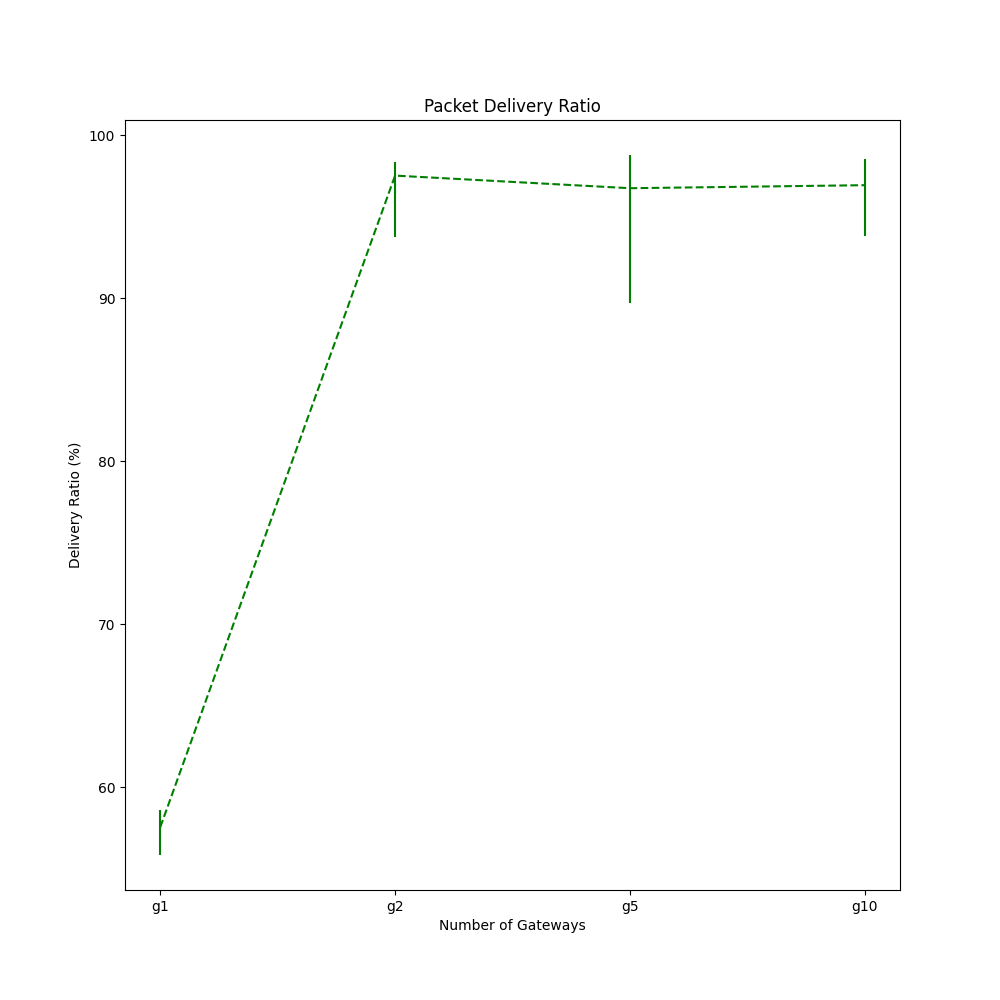 Packet Delivery Ratio
100
90
80
70
60
Delivery Ratio (%)
g1 g2 g5 g10
Number of Gateways